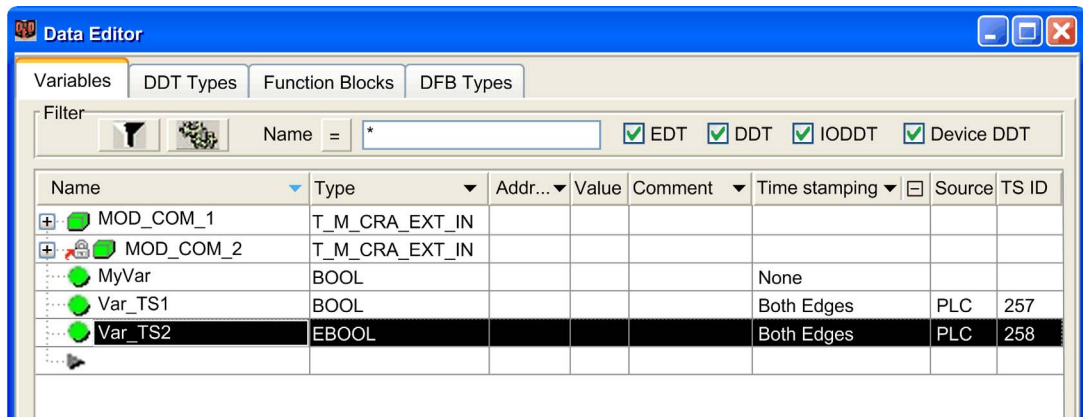 Data Editor
Variables DDT Types Function Blocks DFB Types
Filter
Name = * EDT DDT IODDT Device DDT
Name Type Addr... Value Comment Time stamping Source TS ID
MOD_COM_1 T_M_CRA_EXT_IN
MOD_COM_2 T_M_CRA_EXT_IN
MyVar BOOL None
Var_TS1 BOOL Both Edges PLC 257
Var_TS2 EBOOL Both Edges PLC 258